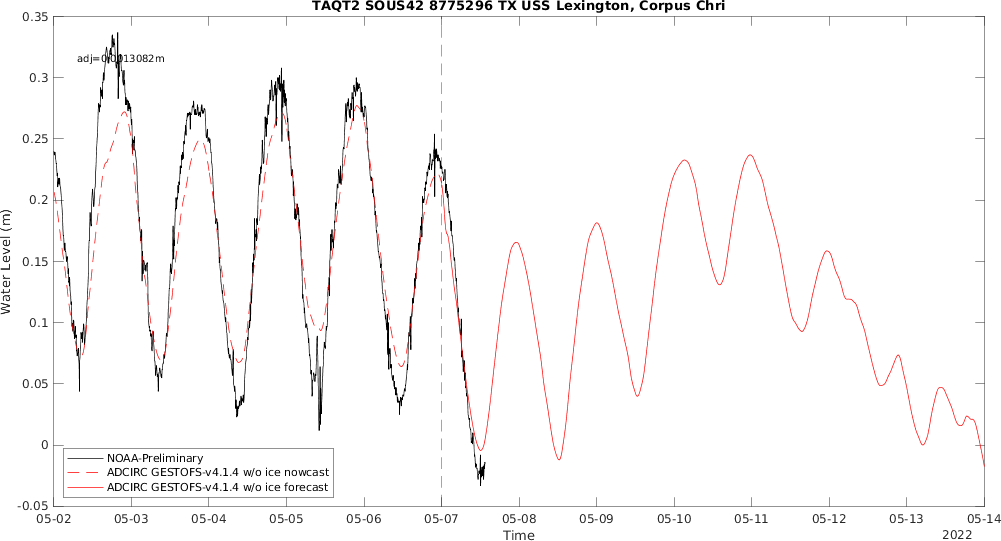 TAQT2 SOUS42 8775296 TX USS Lexington, Corpus Chri
0.35
adj=0.0013082m
0.3
0.25
0.2
0.15
0.1
0.05
0
-0.05
Water Level (m)
NOAA-Preliminary
ADCIRC GESTOFS-v4.1.4 w/o ice nowcast
ADCIRC GESTOFS-v4.1.4 w/o ice forecast
05-02 05-03 05-04 05-05 05-06 05-07 05-08 05-09 05-10 05-11 05-12 05-13 05-14
Time
2022